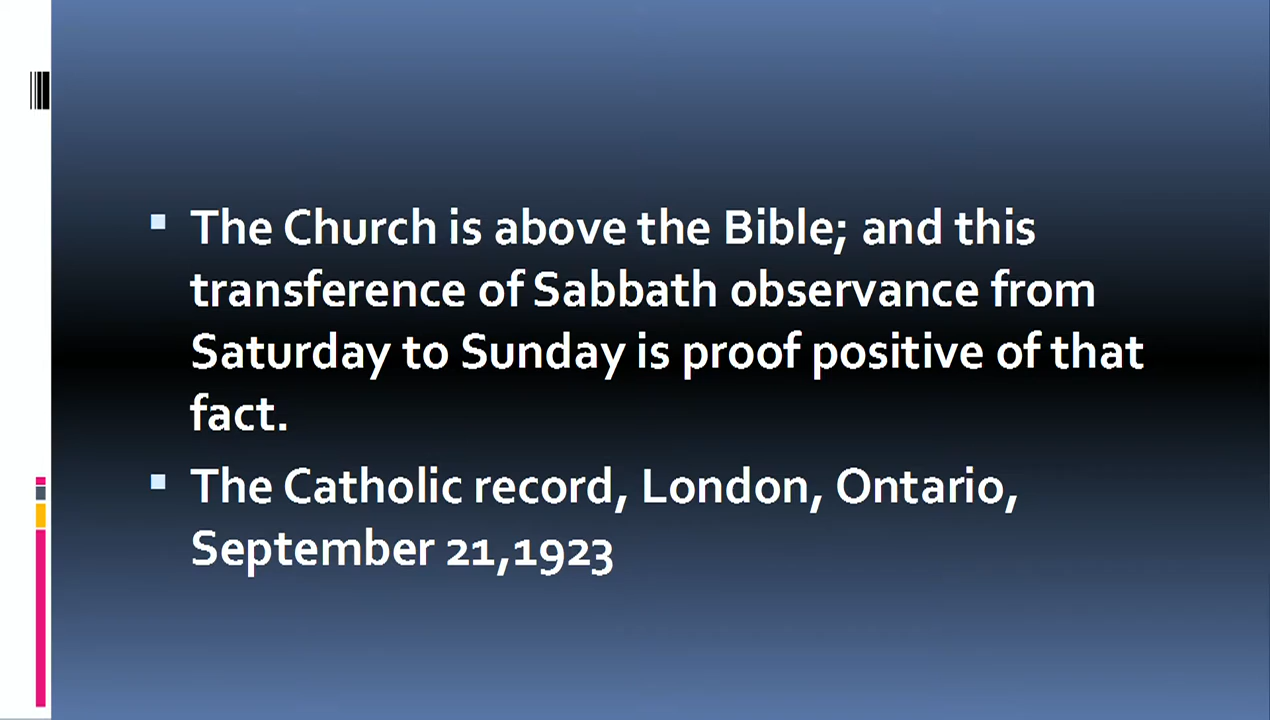 The Church is above the Bible; and this
transference of Sabbath observance from
Saturday to Sunday is proof positive of that
fact.
The Catholic record, London, Ontario,
September 21,1923